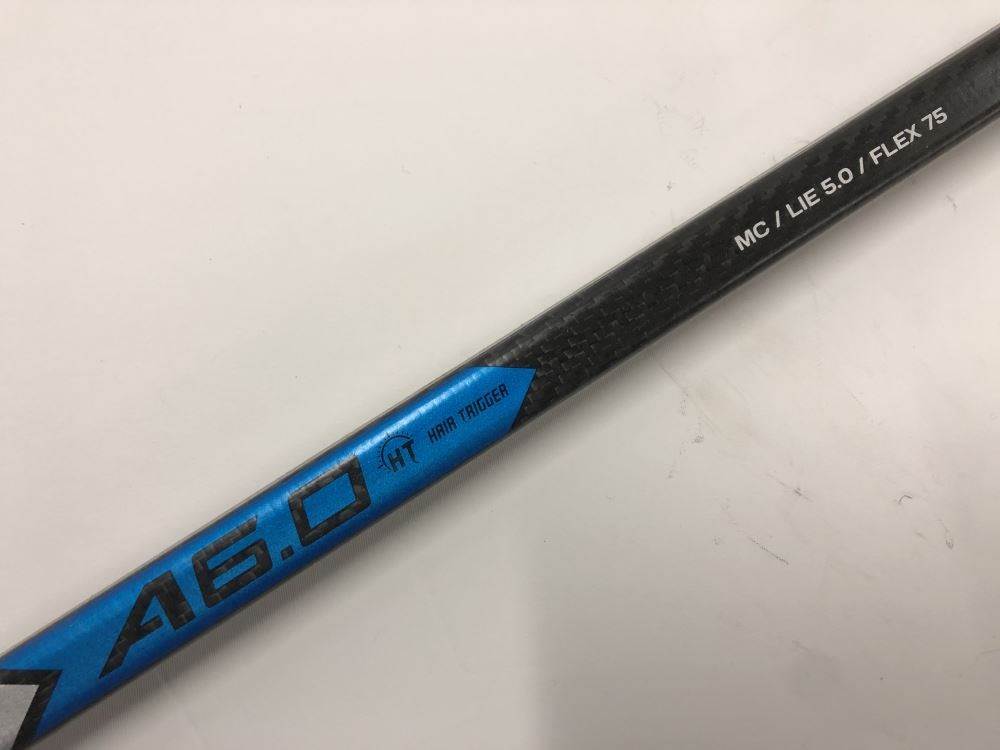 A6.0 HT HAIR TRIGGER
MC / LIE 5.0 / FLEX 75